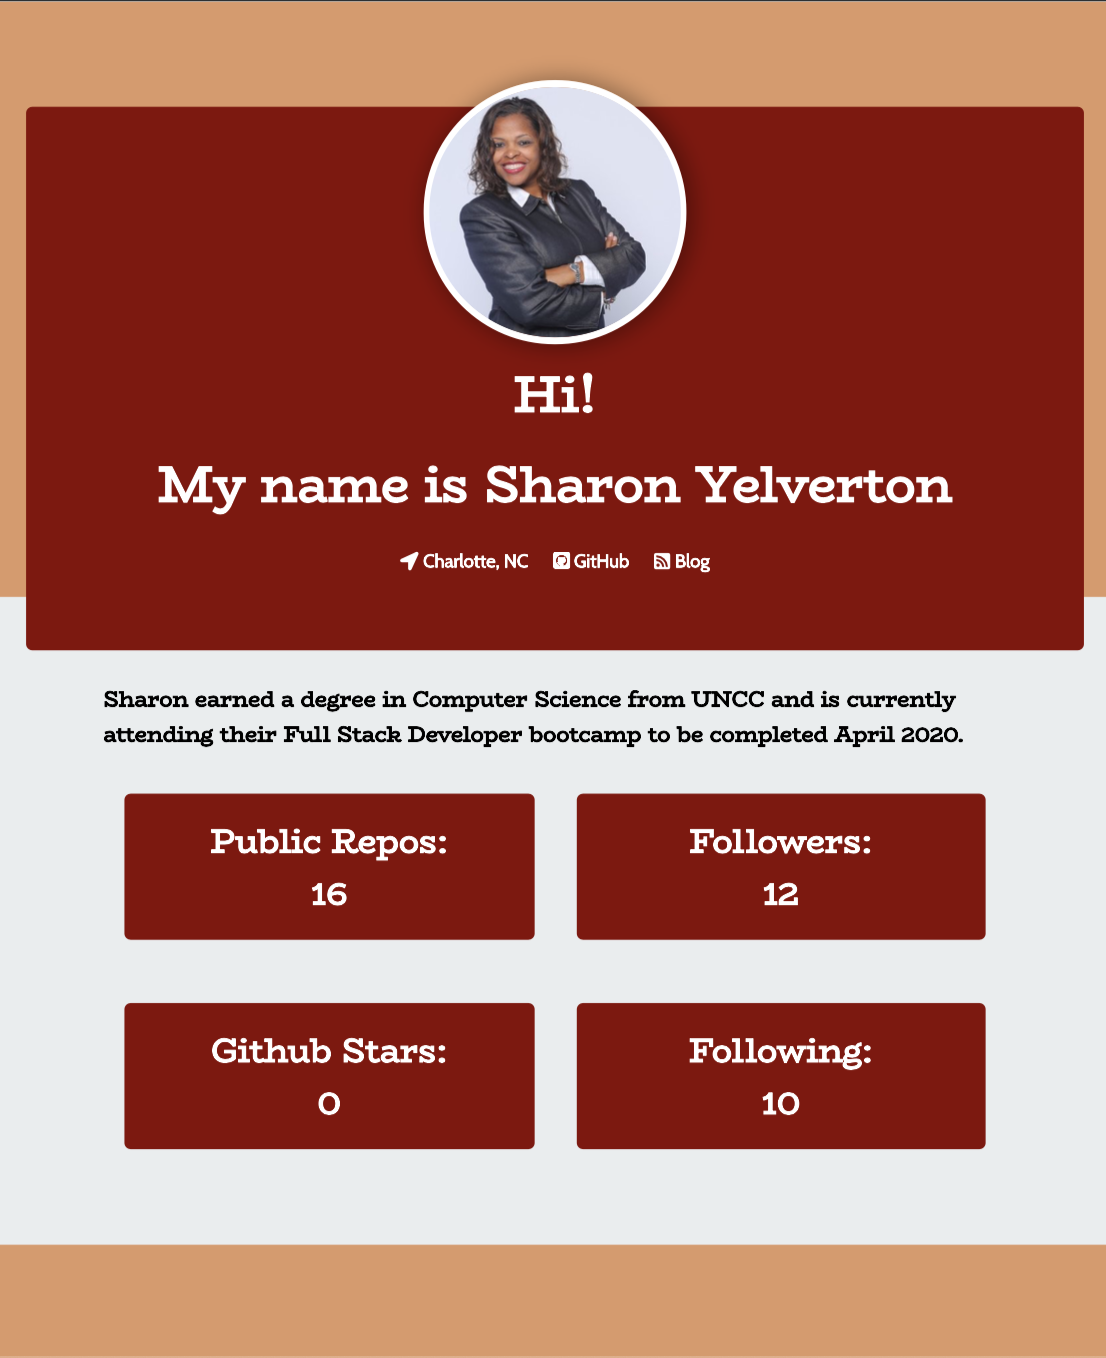 Hi!
My name is Sharon Yelverton
Charlotte, NC GitHub Blog
Sharon earned a degree in Computer Science from UNCC and is currently
attending their Full Stack Developer bootcamp to be completed April 2020.
Public Repos:
16
Followers:
12
Github Stars:
0
Following:
10